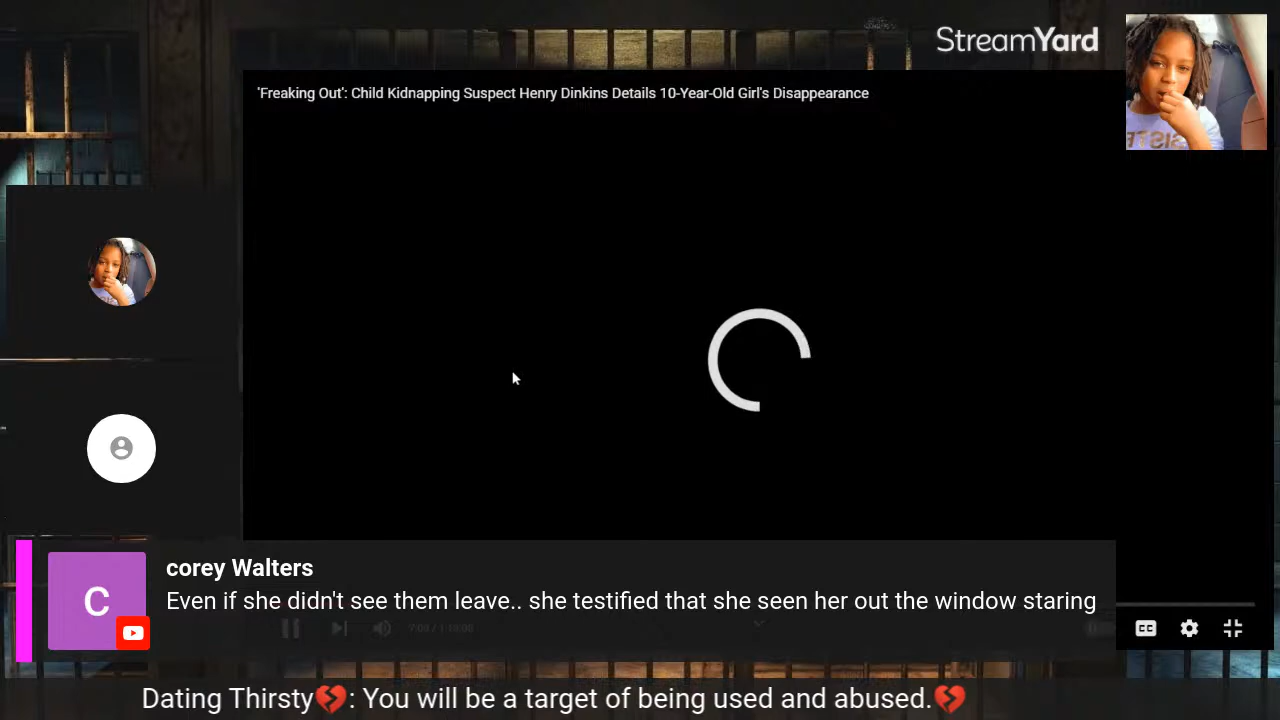 StreamYard
'Freaking Out': Child Kidnapping Suspect Henry Dinkins Details 10-Year-Old Girl's Disappearance
corey Walters
C
Even if she didn't see them leave.. she testified that she seen her out the window staring
CC
Dating Thirsty💔: You will be a target of being used and abused.💔